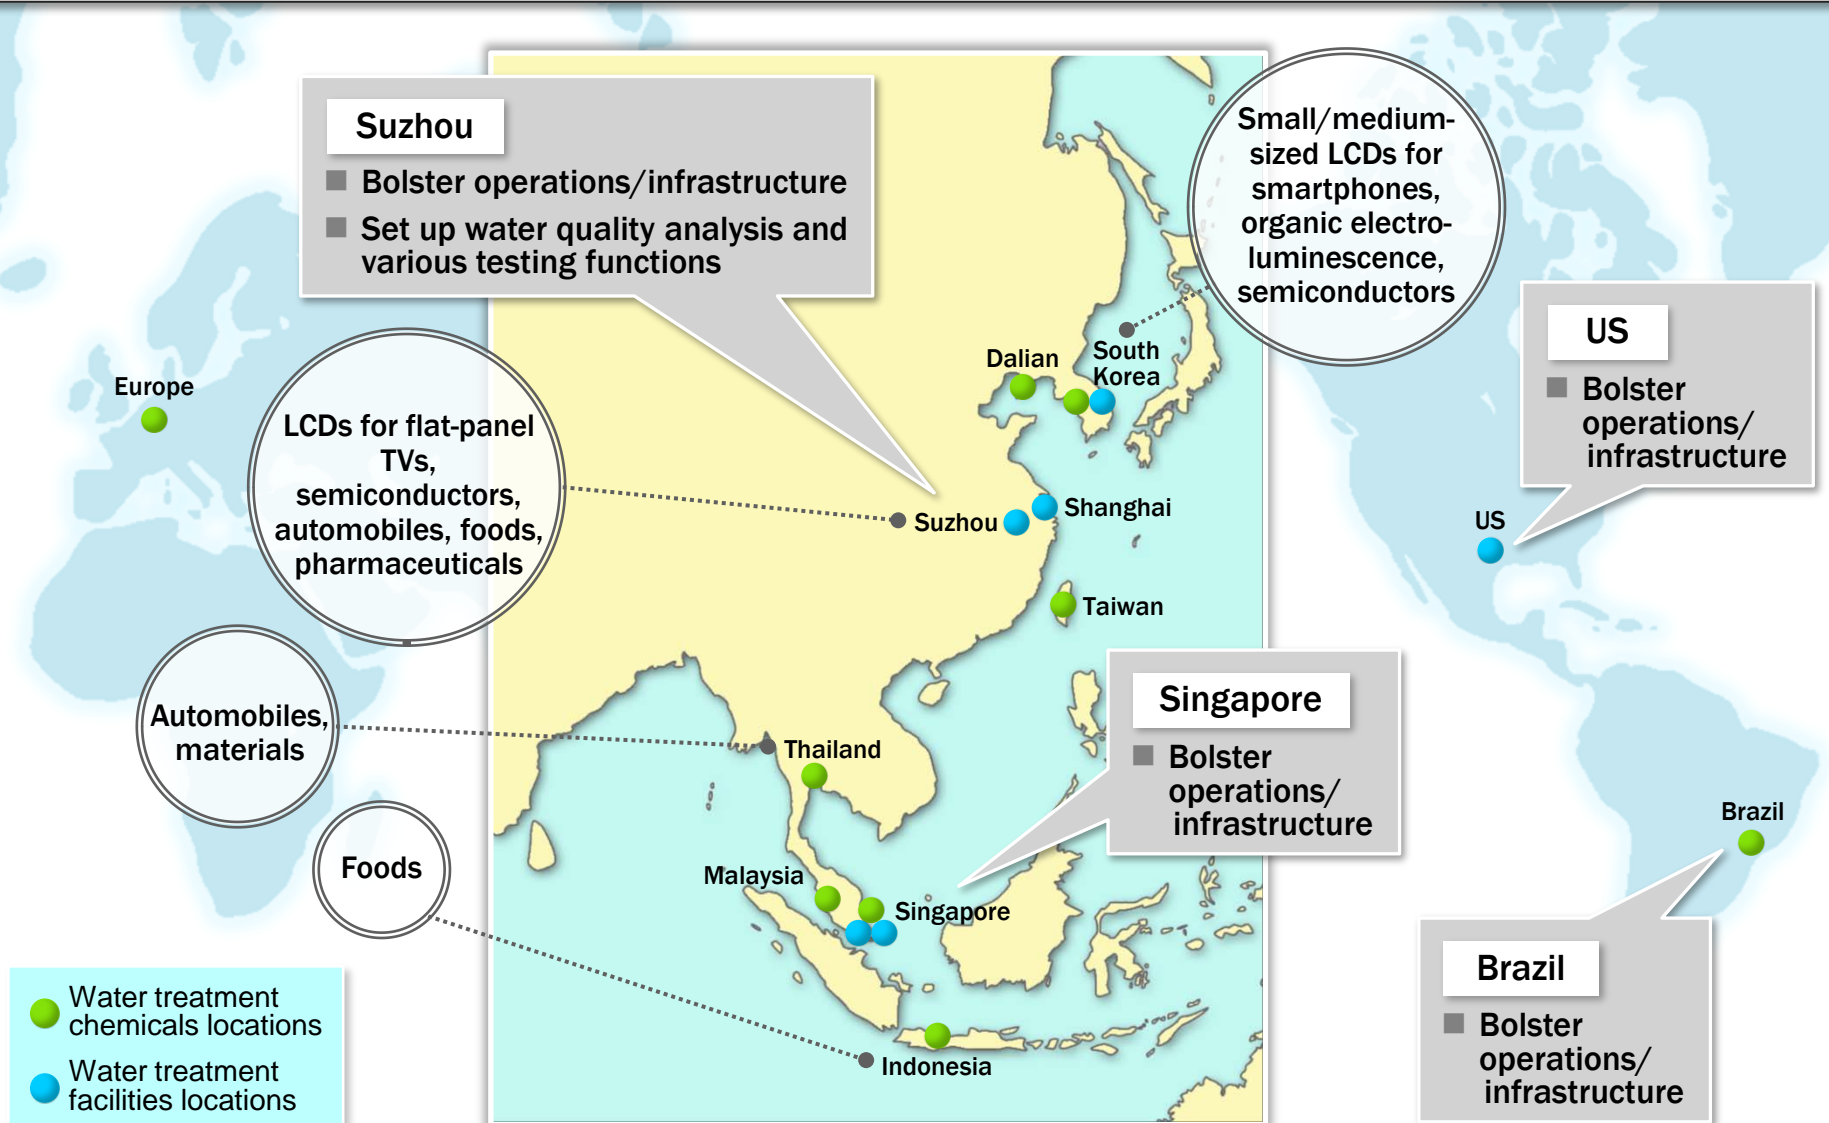 Suzhou
Bolster operations/infrastructure
Set up water quality analysis and
various testing functions
Small/medium-
sized LCDs for
smartphones,
organic electro-
luminescence,
semiconductors
US
Bolster
operations/
infrastructure
Europe
LCDs for flat-panel
TVs,
semiconductors,
automobiles, foods,
pharmaceuticals
Dalian
South
Korea
Suzhou
Shanghai
US
Taiwan
Automobiles,
materials
Thailand
Singapore
Bolster
operations/
infrastructure
Foods
Malaysia
Singapore
Brazil
Indonesia
Brazil
Bolster
operations/
infrastructure
Water treatment
chemicals locations
Water treatment
facilities locations